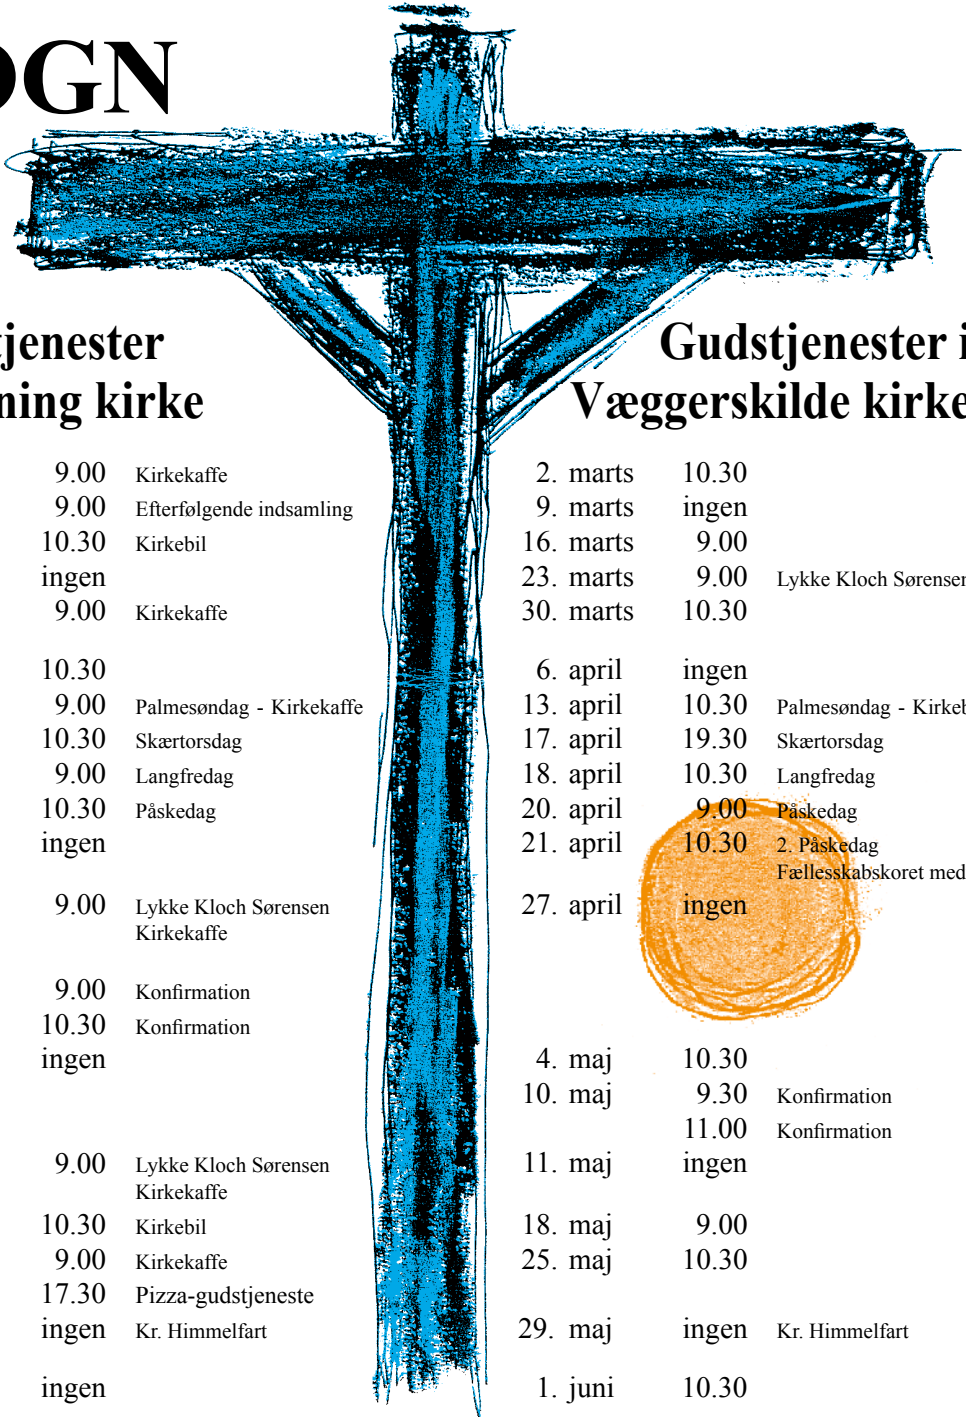 OGN
tjenester
ning kirke
9.00 Kirkekaffe
9.00 Efterfølgende indsamling
10.30 Kirkebil
ingen
9.00 Kirkekaffe
10.30
9.00 Palmesøndag - Kirkekaffe
10.30 Skærtorsdag
9.00 Langfredag
10.30 Påskedag
ingen
9.00 Lykke Kloch Sørensen
Kirkekaffe
9.00 Konfirmation
10.30 Konfirmation
ingen
9.00 Lykke Kloch Sørensen
Kirkekaffe
10.30 Kirkebil
9.00 Kirkekaffe
17.30 Pizza-gudstjeneste
ingen Kr. Himmelfart
ingen
Gudstjenester i
Væggerskilde kirke
2. marts 10.30
9. marts ingen
16. marts 9.00
23. marts 9.00 Lykke Kloch Sørensen
30. marts 10.30
6. april ingen
13. april 10.30 Palmesøndag - Kirkeb
17. april 19.30 Skærtorsdag
18. april 10.30 Langfredag
20. april 9.00 Påskedag
21. april 10.30 2. Påskedag
Fællesskabskoret med
27. april ingen
4. maj 10.30
10. maj 9.30 Konfirmation
11.00 Konfirmation
11. maj ingen
18. maj 9.00
25. maj 10.30
29. maj ingen Kr. Himmelfart
1. juni 10.30